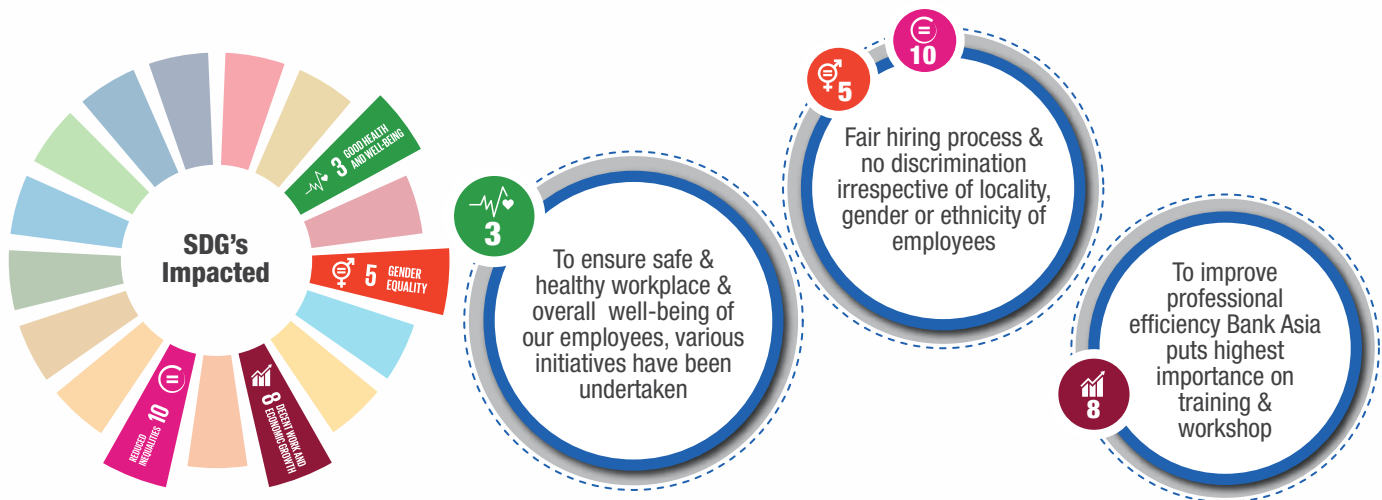 SDG's
Impacted
3
GOOD HEALTH
AND WELL-BEING
5
GENDER
EQUALITY
8
DECENT WORK AND
ECONOMIC GROWTH
10
REDUCED
INEQUALITIES
3
To ensure safe &
healthy workplace &
overall well-being of
our employees, various
initiatives have been
undertaken
5
10
Fair hiring process &
no discrimination
irrespective of locality,
gender or ethnicity of
employees
8
To improve
professional
efficiency Bank Asia
puts highest
importance on
training &
workshop